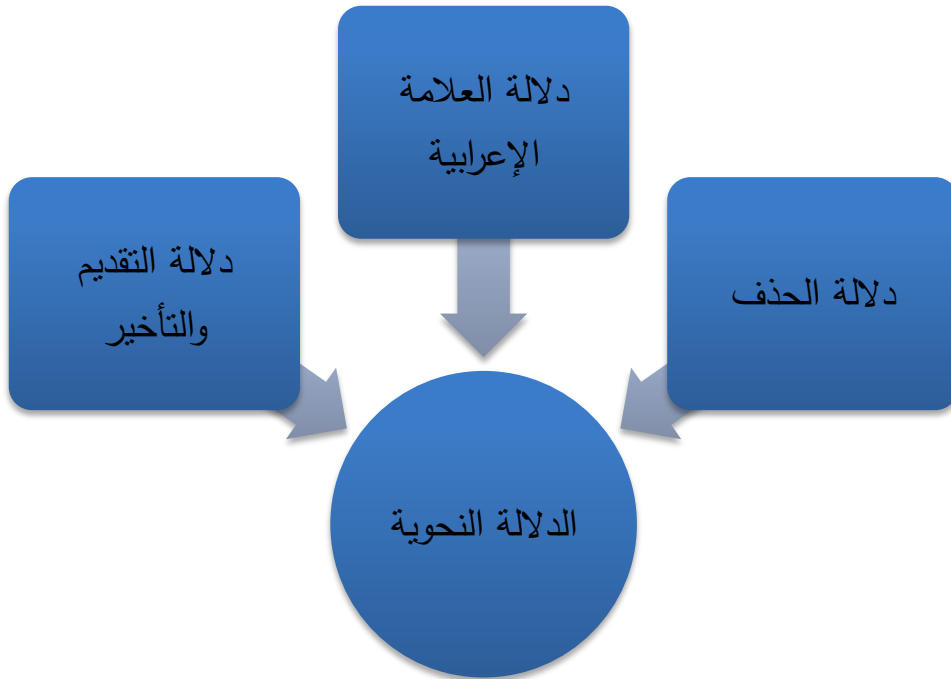 دلالة العلامة
الإعرابية
دلالة الحذف
دلالة التقديم
والتأخير
الدلالة النحوية